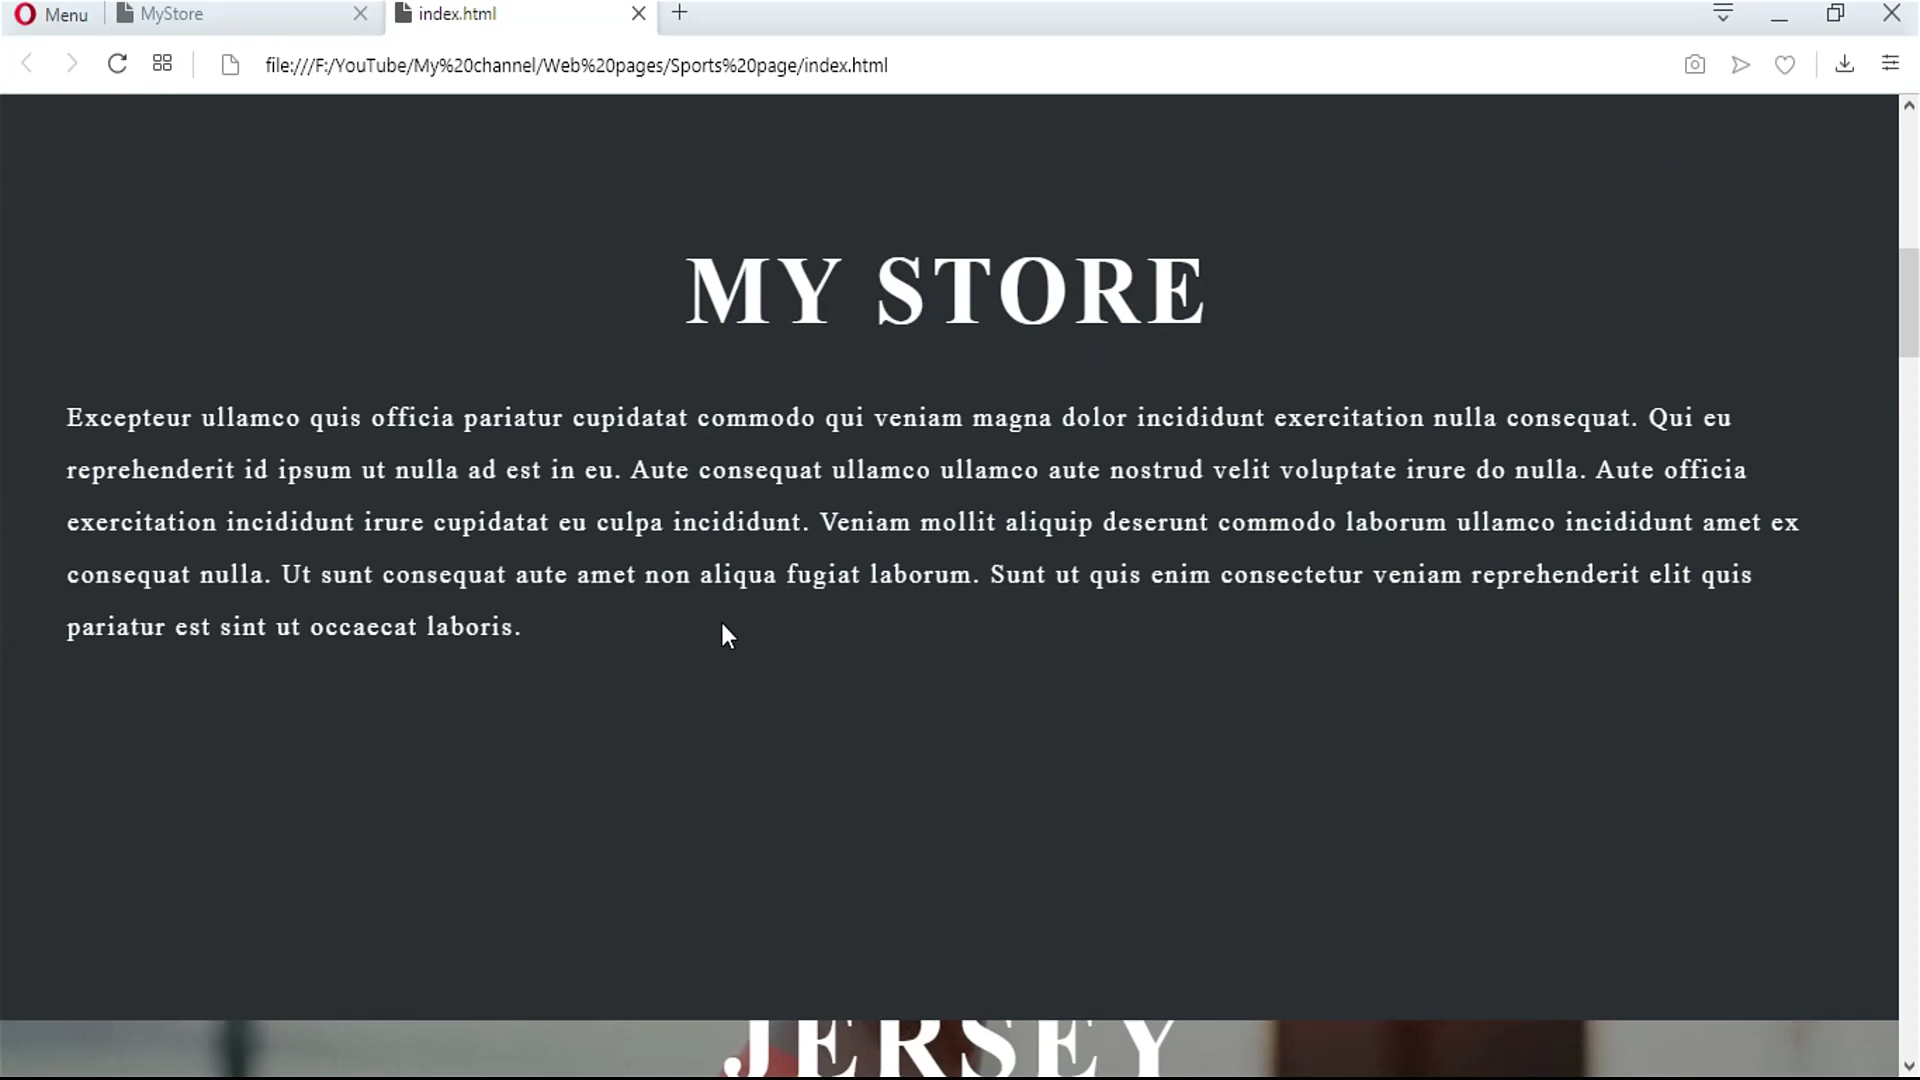 Menu
MyStore
index.html
file:///F:/YouTube/My%20channel/Web%20pages/Sports%20page/index.html
MY STORE
Excepteur ullamco quis officia pariatur cupidatat commodo qui veniam magna dolor incididunt exercitation nulla consequat. Qui eu
reprehenderit id ipsum ut nulla ad est in eu. Aute consequat ullamco ullamco aute nostrud velit voluptate irure do nulla. Aute officia
exercitation incididunt irure cupidatat eu culpa incididunt. Veniam mollit aliquip deserunt commodo laborum ullamco incididunt amet ex
consequat nulla. Ut sunt consequat aute amet non aliqua fugiat laborum. Sunt ut quis enim consectetur veniam reprehenderit elit quis
pariatur est sint ut occaecat laboris.
JERSEY